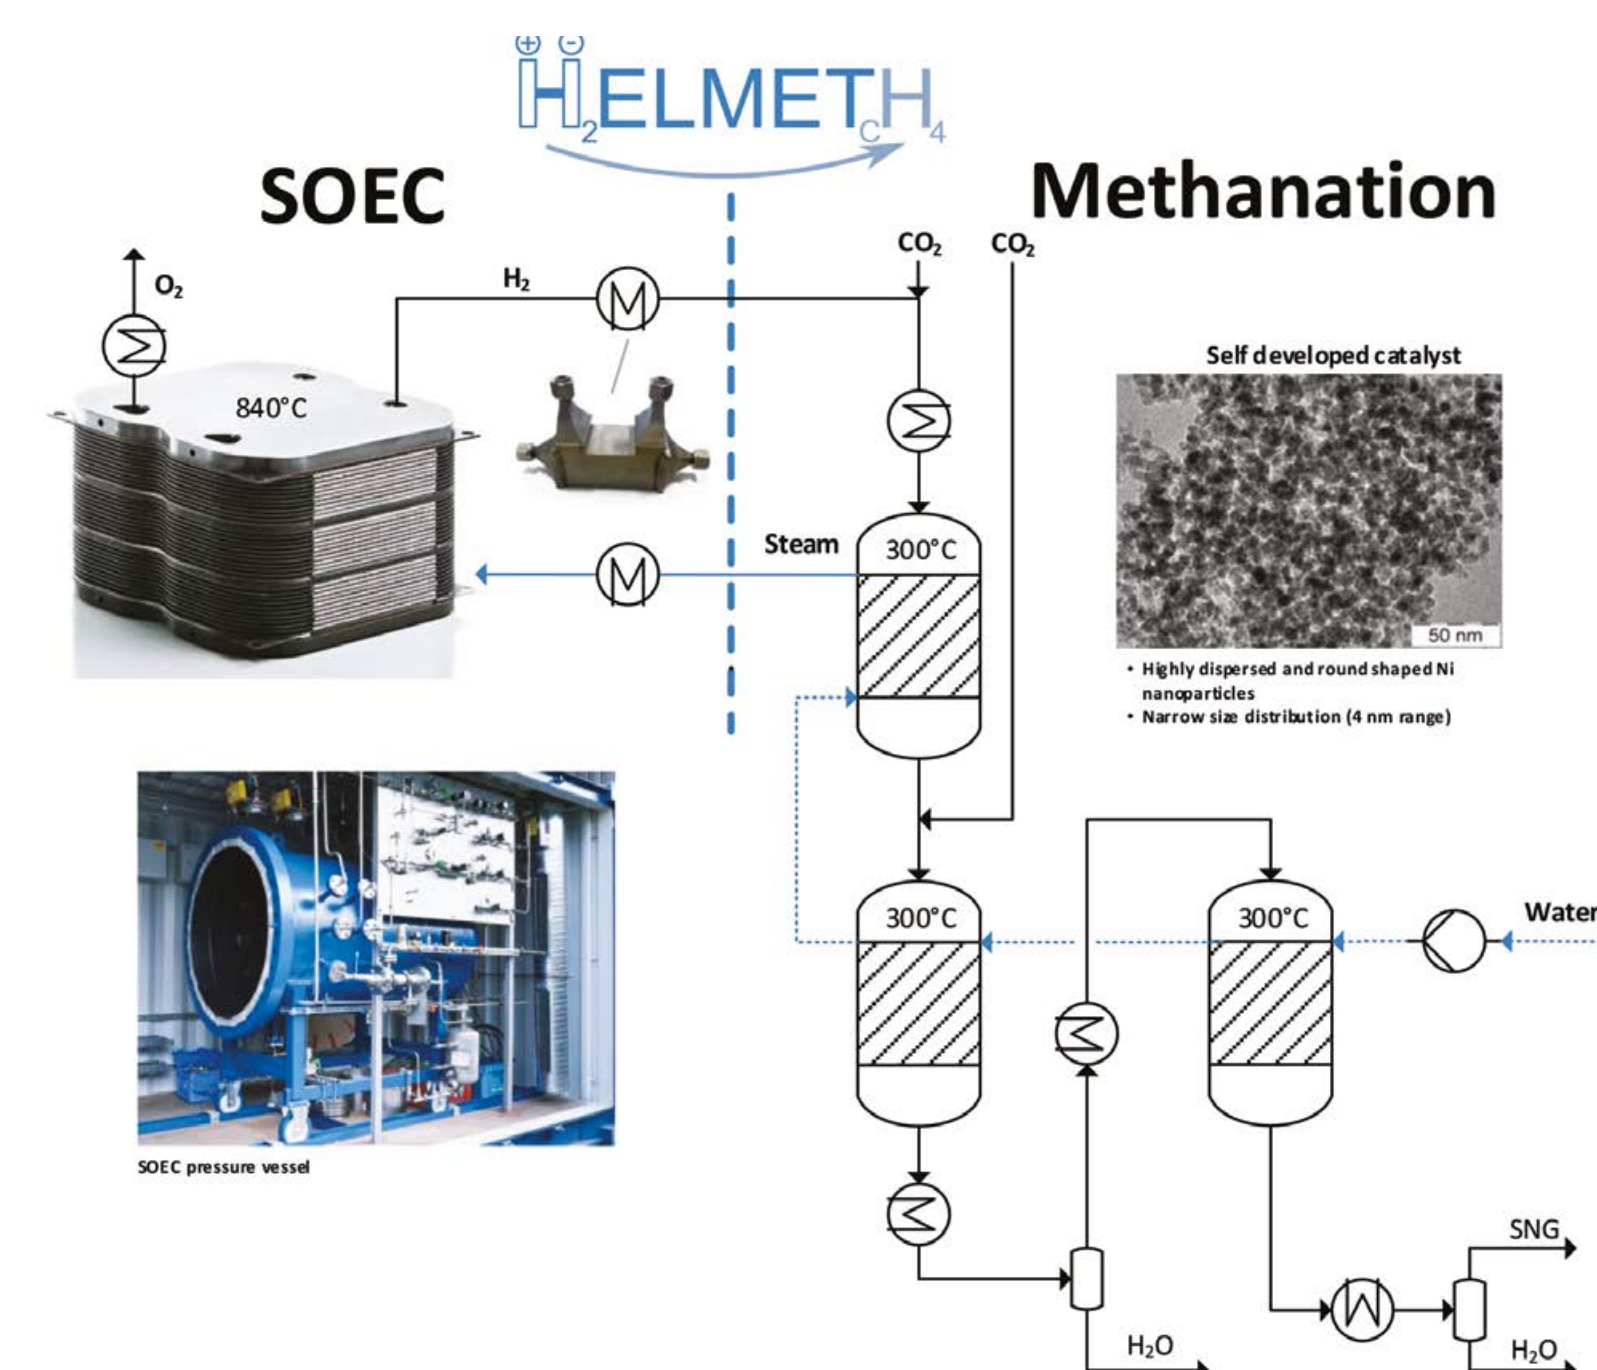 H₂ELMETCH₄
SOEC
Methanation
CO₂
CO₂
O₂
H₂
840°C
Self developed catalyst
Steam
300°C
50 nm
• Highly dispersed and round shaped Ni
nanoparticles
• Narrow size distribution (4 nm range)
300°C
300°C
Water
SOEC pressure vessel
SNG
H₂O
H₂O